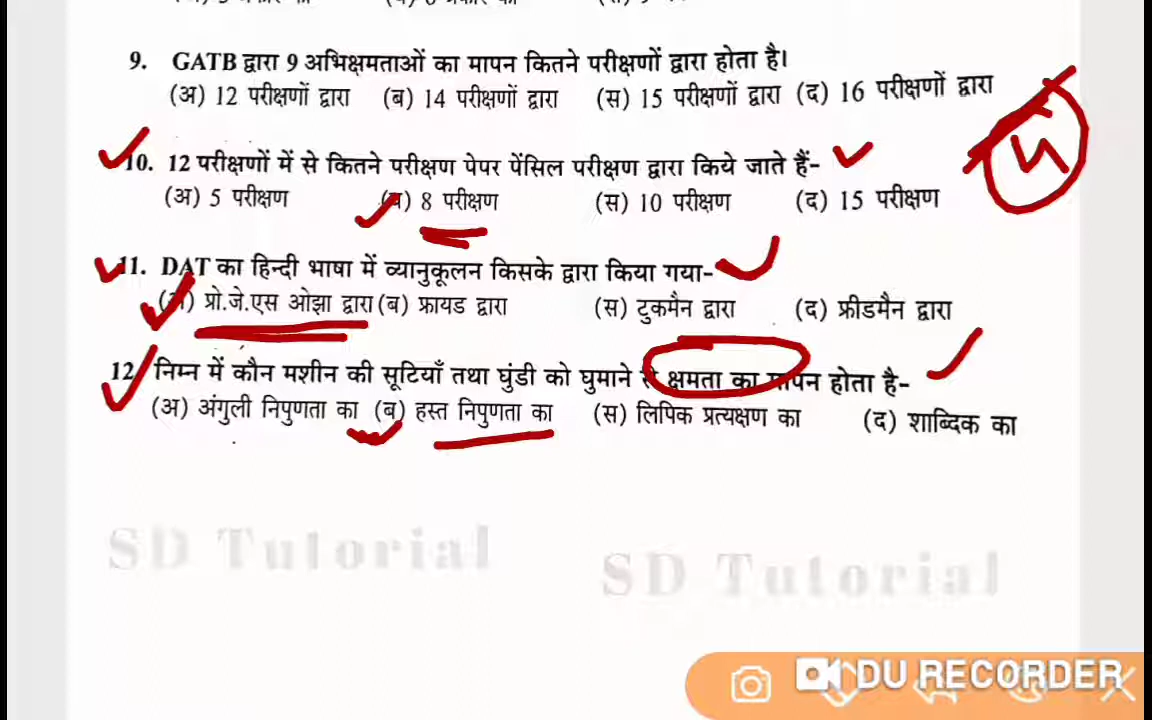 9. GATB द्वारा 9 अभिक्षमताओं का मापन कितने परीक्षणों द्वारा होता है।
(अ) 12 परीक्षणों द्वारा (ब) 14 परीक्षणों द्वारा (स) 15 परीक्षणों द्वारा (द) 16 परीक्षणों द्वारा
10. 12 परीक्षणों में से कितने परीक्षण पेपर पेंसिल परीक्षण द्वारा किये जाते हैं-
(अ) 5 परीक्षण (ब) 8 परीक्षण (स) 10 परीक्षण (द) 15 परीक्षण
11. DAT का हिन्दी भाषा में व्यानुकूलन किसके द्वारा किया गया-
(अ) प्रो.जे.एस ओझा द्वारा (ब) फ्रायड द्वारा (स) टुकमैन द्वारा (द) फ्रीडमैन द्वारा
12. निम्न में कौन मशीन की सूटियाँ तथा घुंडी को घुमाने से क्षमता का मापन होता है-
(अ) अंगुली निपुणता का (ब) हस्त निपुणता का (स) लिपिक प्रत्यक्षण का (द) शाब्दिक का
SD Tutorial
SD Tutorial
DU RECORDER